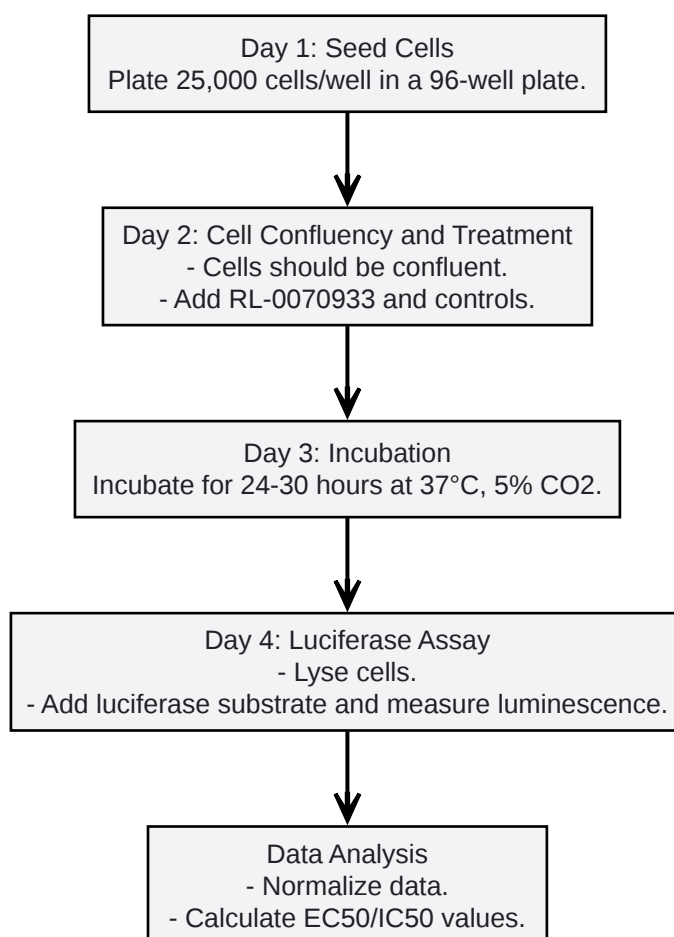 Day 1: Seed Cells
Plate 25,000 cells/well in a 96-well plate.
Day 2: Cell Confluency and Treatment
- Cells should be confluent.
- Add RL-0070933 and controls.
Day 3: Incubation
Incubate for 24-30 hours at 37°C, 5% CO2.
Day 4: Luciferase Assay
- Lyse cells.
- Add luciferase substrate and measure luminescence.
Data Analysis
- Normalize data.
- Calculate EC50/IC50 values.